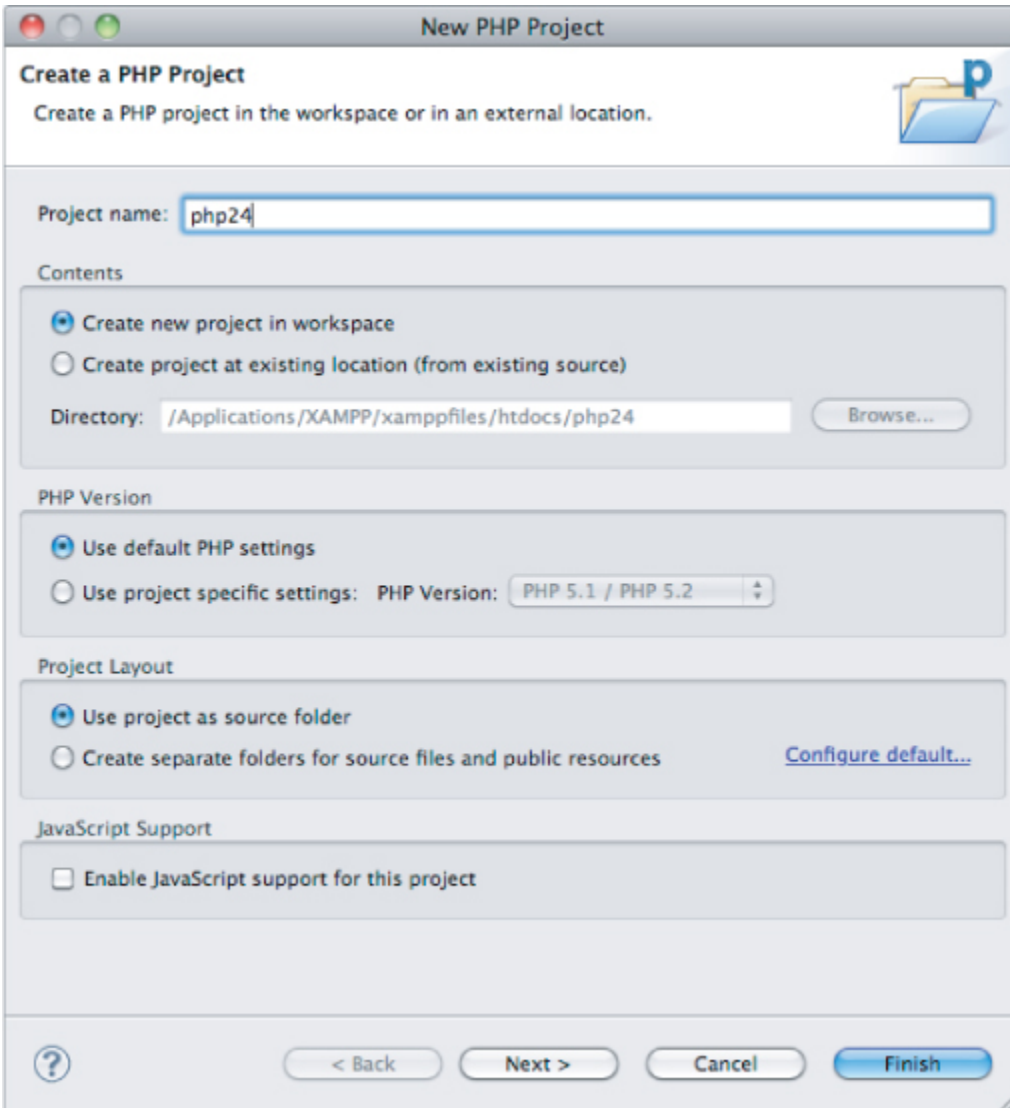 New PHP Project
Create a PHP Project
Create a PHP project in the workspace or in an external location.
p
Project name: php24
Contents
Create new project in workspace
Create project at existing location (from existing source)
Directory: /Applications/XAMPP/xamppfiles/htdocs/php24 Browse...
PHP Version
Use default PHP settings
Use project specific settings: PHP Version: PHP 5.1 / PHP 5.2
Project Layout
Use project as source folder
Create separate folders for source files and public resources Configure default...
JavaScript Support
Enable JavaScript support for this project
? < Back Next > Cancel Finish